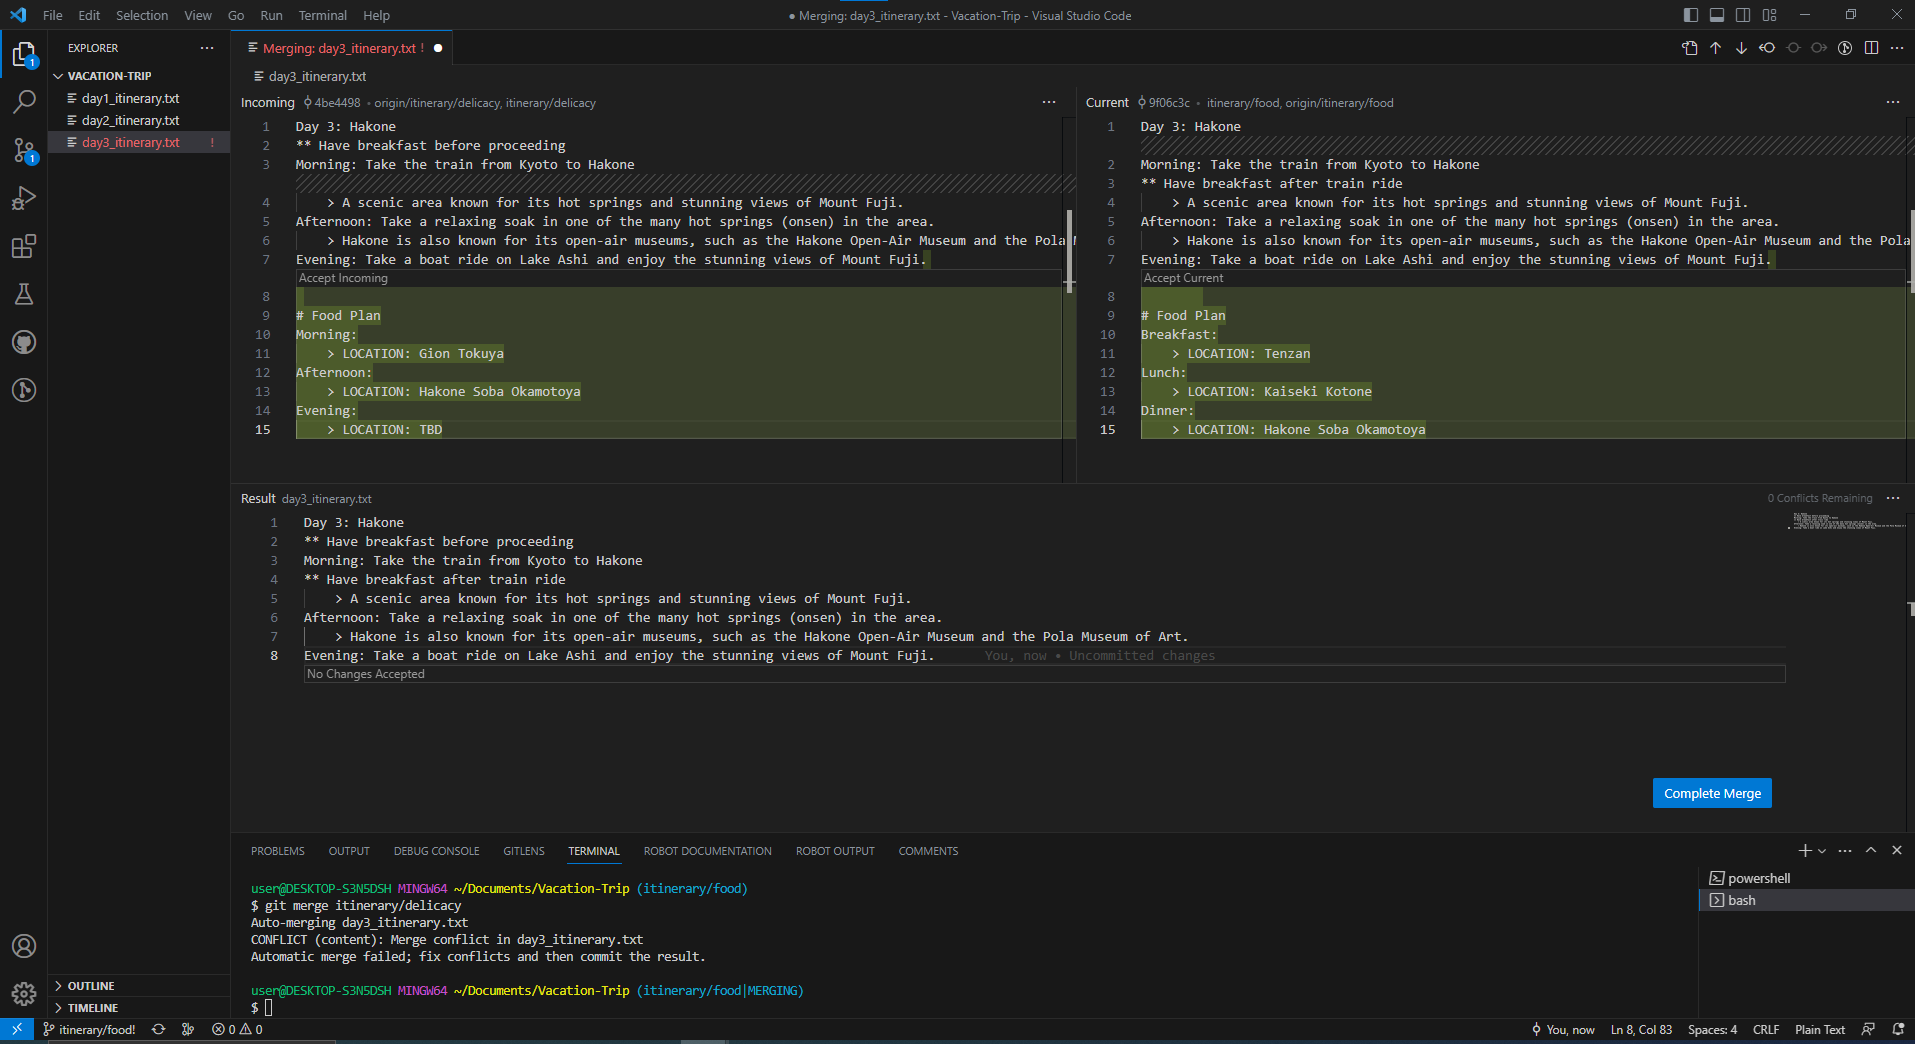 File Edit Selection View Go Run Terminal Help
● Merging: day3_itinerary.txt - Vacation-Trip - Visual Studio Code
EXPLORER
VACATION-TRIP
day1_itinerary.txt
day2_itinerary.txt
day3_itinerary.txt !
1
1
Merging: day3_itinerary.txt ! ●
day3_itinerary.txt
Incoming 4be4498 • origin/itinerary/delicacy, itinerary/delicacy
1 Day 3: Hakone
2 ** Have breakfast before proceeding
3 Morning: Take the train from Kyoto to Hakone
4 > A scenic area known for its hot springs and stunning views of Mount Fuji.
5 Afternoon: Take a relaxing soak in one of the many hot springs (onsen) in the area.
6 > Hakone is also known for its open-air museums, such as the Hakone Open-Air Museum and the Pola M
7 Evening: Take a boat ride on Lake Ashi and enjoy the stunning views of Mount Fuji.
Accept Incoming
8
9 # Food Plan
10 Morning:
11 > LOCATION: Gion Tokuya
12 Afternoon:
13 > LOCATION: Hakone Soba Okamotoya
14 Evening:
15 > LOCATION: TBD
Current 9f06c3c • itinerary/food, origin/itinerary/food
1 Day 3: Hakone
2 Morning: Take the train from Kyoto to Hakone
3 ** Have breakfast after train ride
4 > A scenic area known for its hot springs and stunning views of Mount Fuji.
5 Afternoon: Take a relaxing soak in one of the many hot springs (onsen) in the area.
6 > Hakone is also known for its open-air museums, such as the Hakone Open-Air Museum and the Pola
7 Evening: Take a boat ride on Lake Ashi and enjoy the stunning views of Mount Fuji.
Accept Current
8
9 # Food Plan
10 Breakfast:
11 > LOCATION: Tenzan
12 Lunch:
13 > LOCATION: Kaiseki Kotone
14 Dinner:
15 > LOCATION: Hakone Soba Okamotoya
Result day3_itinerary.txt
0 Conflicts Remaining
1 Day 3: Hakone
2 ** Have breakfast before proceeding
3 Morning: Take the train from Kyoto to Hakone
4 ** Have breakfast after train ride
5 > A scenic area known for its hot springs and stunning views of Mount Fuji.
6 Afternoon: Take a relaxing soak in one of the many hot springs (onsen) in the area.
7 > Hakone is also known for its open-air museums, such as the Hakone Open-Air Museum and the Pola Museum of Art.
8 Evening: Take a boat ride on Lake Ashi and enjoy the stunning views of Mount Fuji. You, now • Uncommitted changes
No Changes Accepted
Complete Merge
PROBLEMS OUTPUT DEBUG CONSOLE GITLENS TERMINAL ROBOT DOCUMENTATION ROBOT OUTPUT COMMENTS
user@DESKTOP-S3N5DSH MINGW64 ~/Documents/Vacation-Trip (itinerary/food)
$ git merge itinerary/delicacy
Auto-merging day3_itinerary.txt
CONFLICT (content): Merge conflict in day3_itinerary.txt
Automatic merge failed; fix conflicts and then commit the result.
user@DESKTOP-S3N5DSH MINGW64 ~/Documents/Vacation-Trip (itinerary/food|MERGING)
$
powershell
bash
OUTLINE
TIMELINE
itinerary/food! 0 0
You, now Ln 8, Col 83 Spaces: 4 CRLF Plain Text